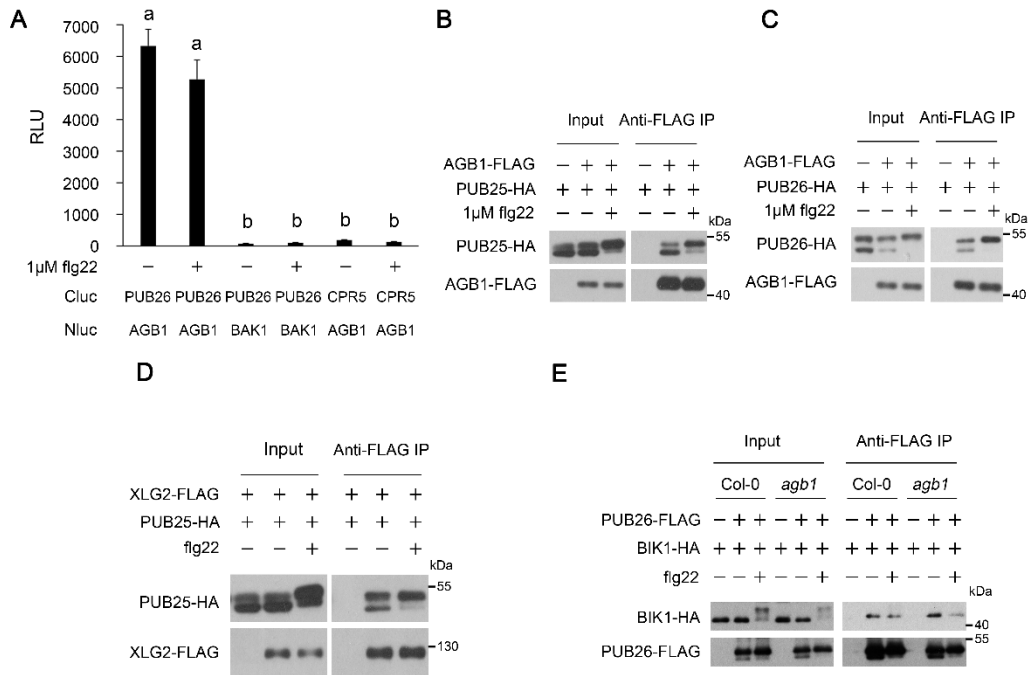 A
RLU
7000
6000
5000
4000
3000
2000
1000
0
a a b b b b
1µM flg22 – + – + – +
Cluc PUB26 PUB26 PUB26 PUB26 CPR5 CPR5
Nluc AGB1 AGB1 BAK1 BAK1 AGB1 AGB1
B
Input Anti-FLAG IP
AGB1-FLAG – + + – + +
PUB25-HA + + + + + +
1µM flg22 – – + – – +
kDa
PUB25-HA 55
AGB1-FLAG 40
C
Input Anti-FLAG IP
AGB1-FLAG – + + – + +
PUB26-HA + + + + + +
1µM flg22 – – + – – +
kDa
PUB26-HA 55
AGB1-FLAG 40
D
Input Anti-FLAG IP
XLG2-FLAG + + + + + +
PUB25-HA + + + + + +
flg22 – – + – – +
kDa
PUB25-HA 55
XLG2-FLAG 130
E
Input Anti-FLAG IP
Col-0 agb1 Col-0 agb1
PUB26-FLAG – + + – + + – + + – + +
BIK1-HA + + + + + + + + + + + +
flg22 – – + – – + – – + – – +
kDa
BIK1-HA 40
PUB26-FLAG 55